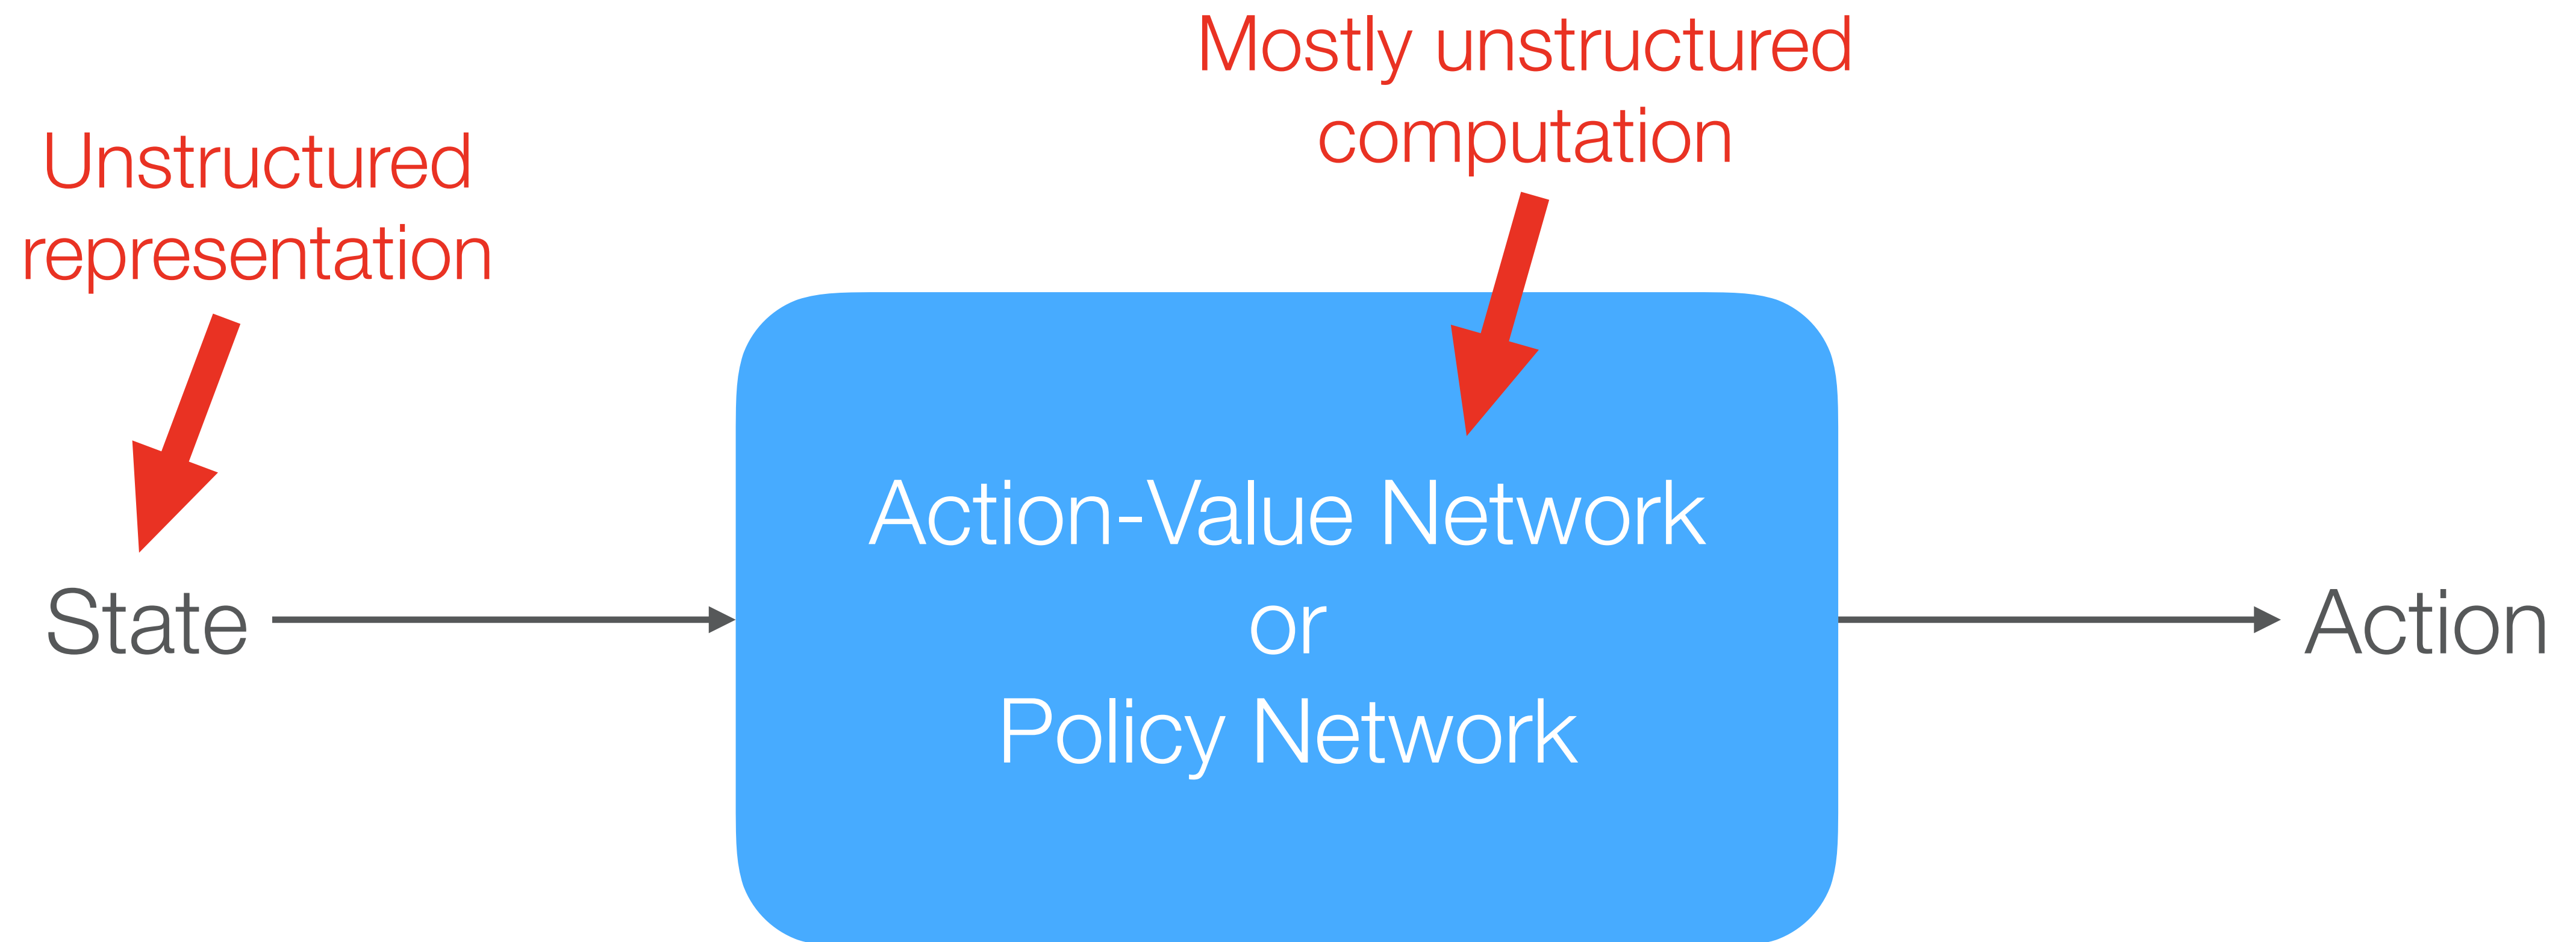 Mostly unstructured
computation
Unstructured
representation
Action-Value Network
or
Policy Network
State
Action